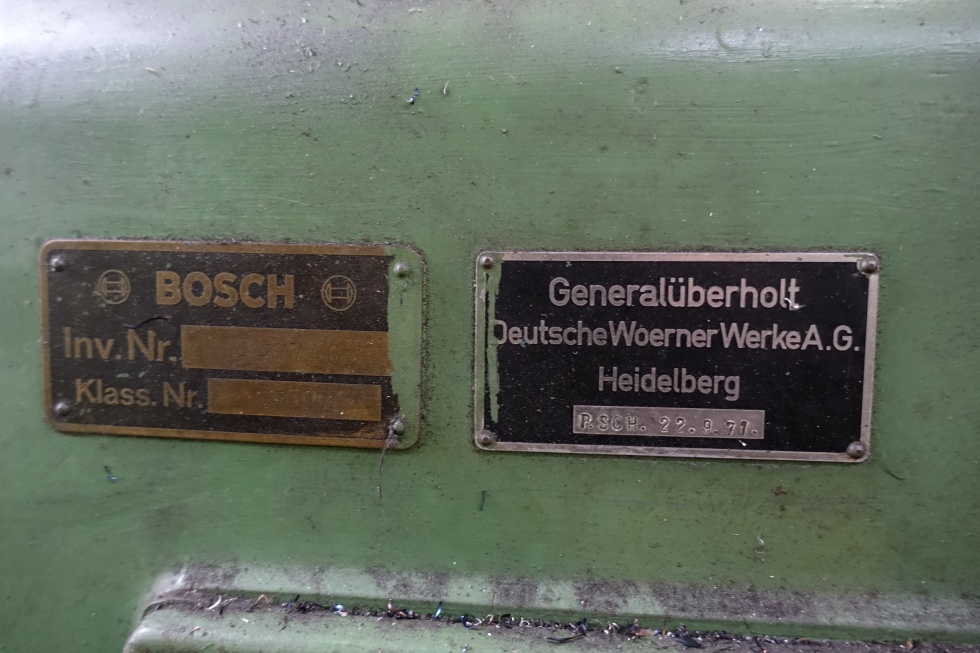 BOSCH
Inv. Nr.
Klass. Nr.
Generalüberholt
Deutsche Woerner Werke A.G.
Heidelberg
P.SCH. 22.9.71.